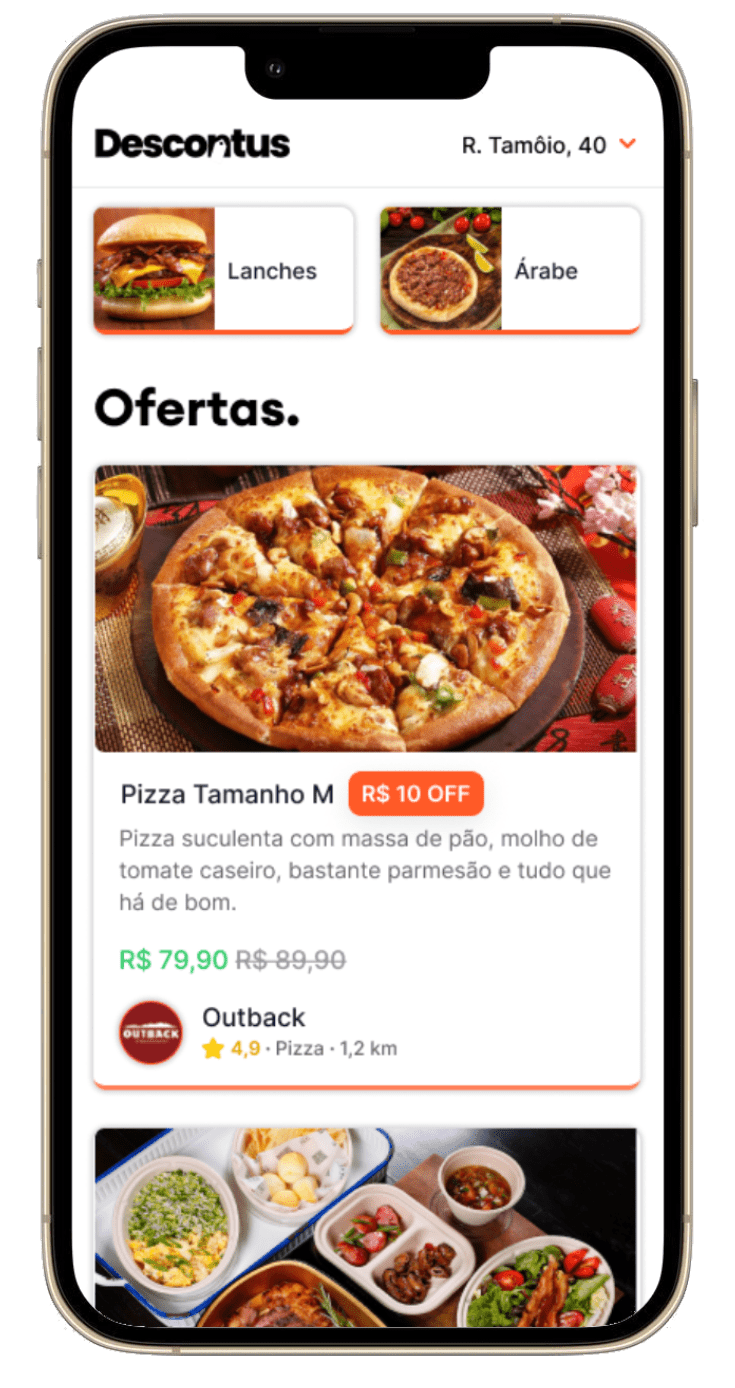 Descontus
R. Tamôio, 40
Lanches
Árabe
Ofertas.
Pizza Tamanho M
R$ 10 OFF
Pizza suculenta com massa de pão, molho de
tomate caseiro, bastante parmesão e tudo que
há de bom.
R$ 79,90 R$ 89,90
OUTBACK
Outback
4,9 · Pizza · 1,2 km